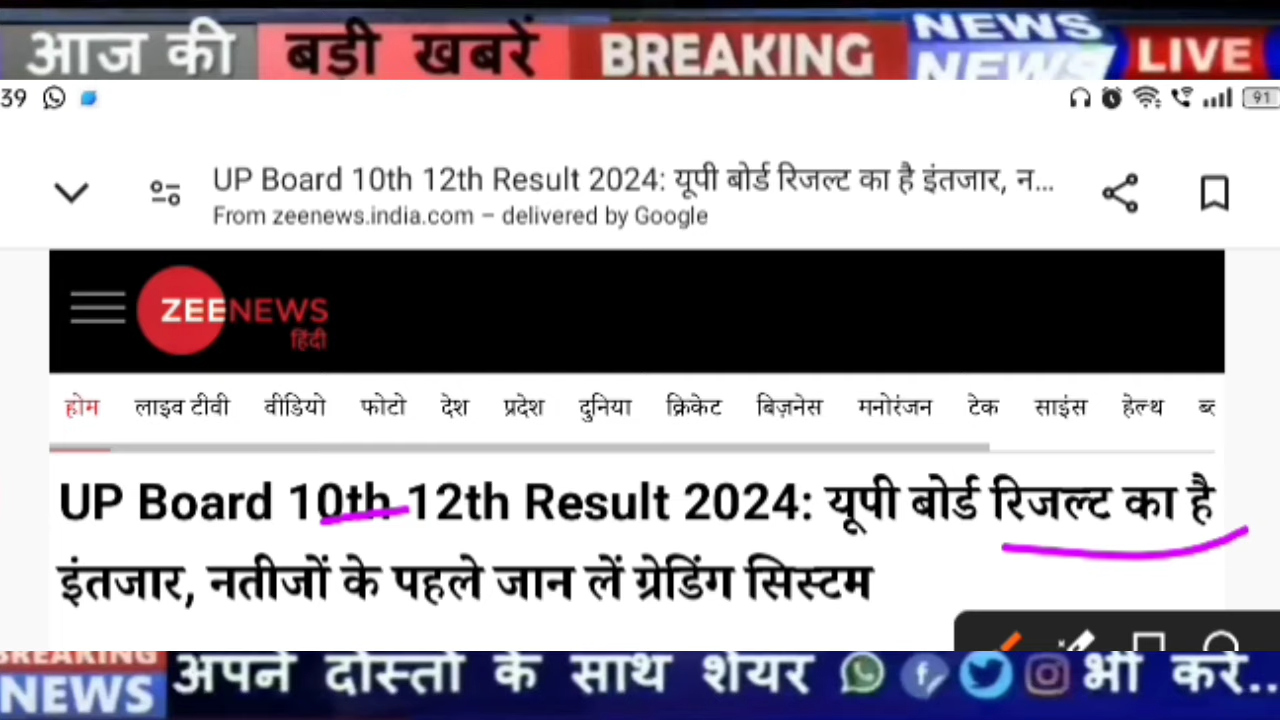 आज की बड़ी खबरें BREAKING NEWS LIVE
NEWS
39 91
UP Board 10th 12th Result 2024: यूपी बोर्ड रिजल्ट का है इंतजार, न...
From zeenews.india.com – delivered by Google
ZEENEWS
हिंदी
होम लाइव टीवी वीडियो फोटो देश प्रदेश दुनिया क्रिकेट बिज़नेस मनोरंजन टेक साइंस हेल्थ
UP Board 10th 12th Result 2024: यूपी बोर्ड रिजल्ट का है
इंतजार, नतीजों के पहले जान लें ग्रेडिंग सिस्टम
BREAKING
NEWS अपने दोस्तों के साथ शेयर भी करें..